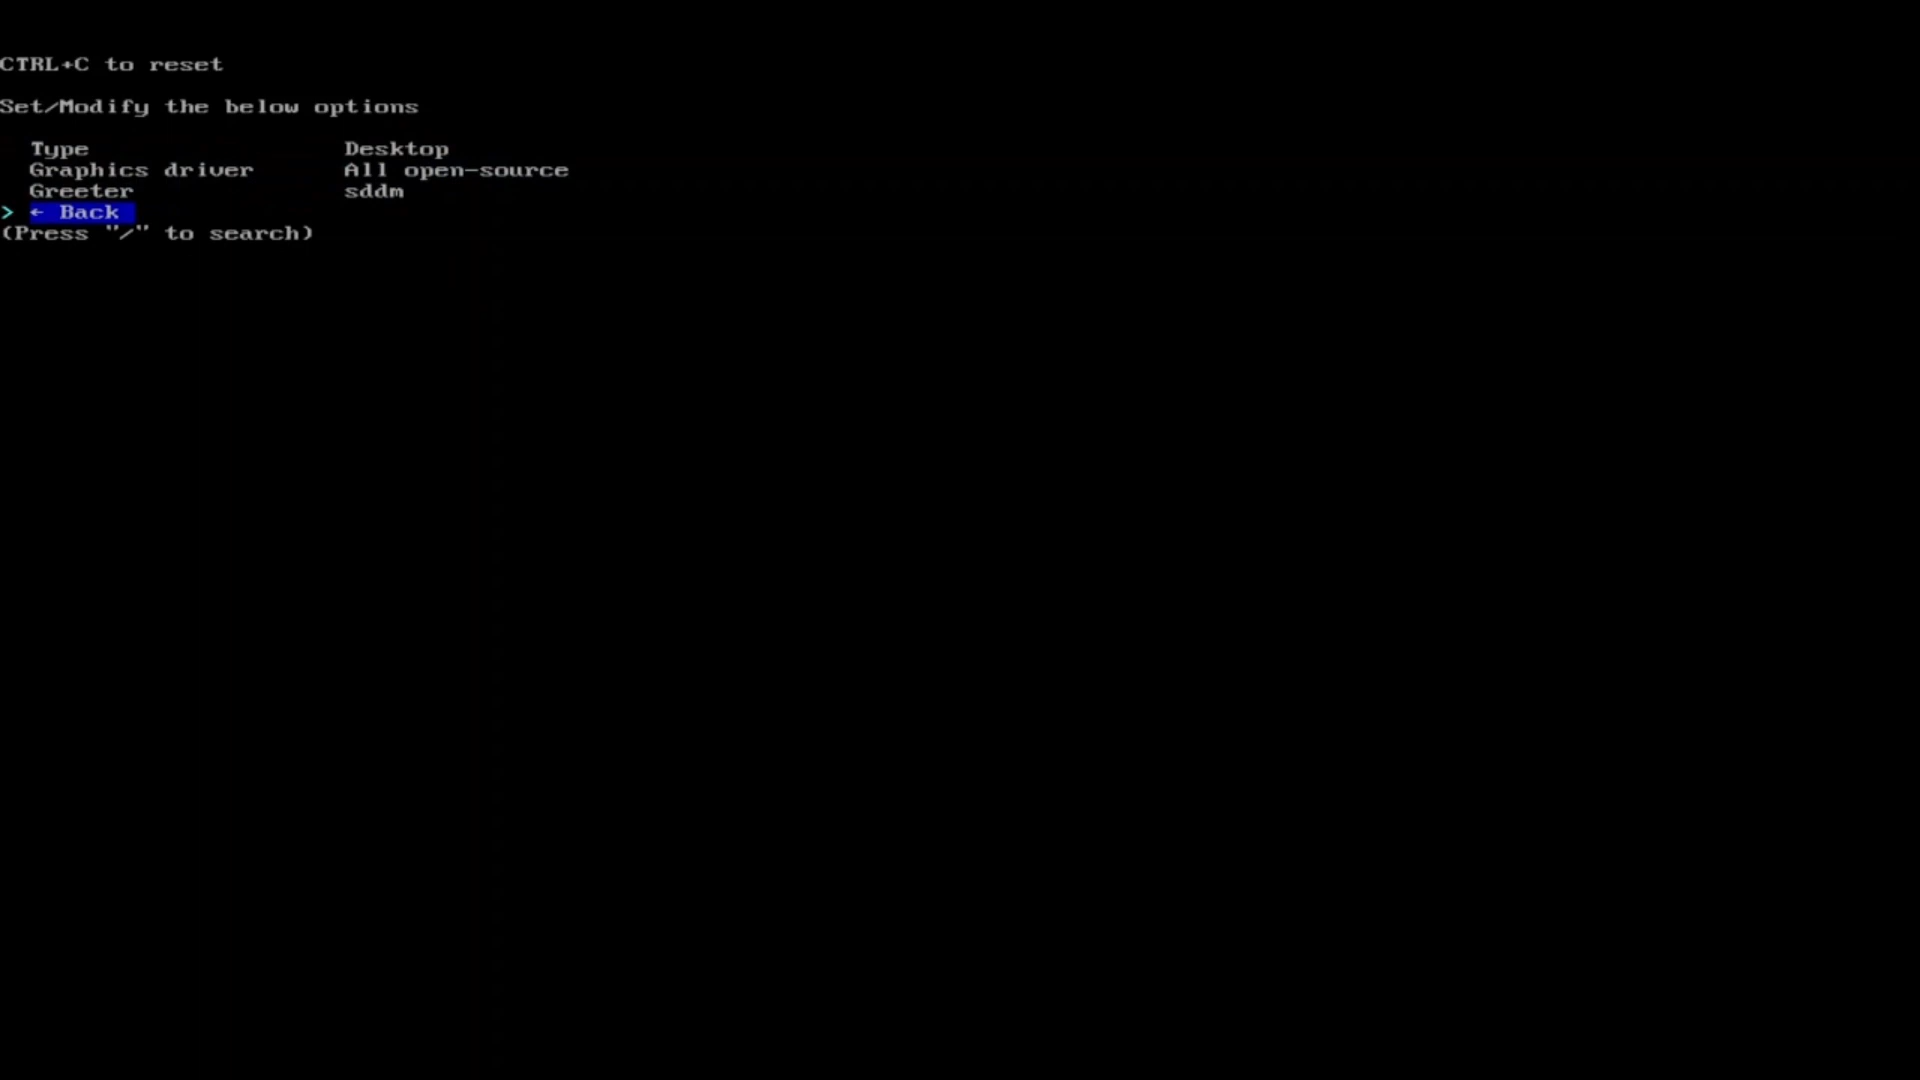 CTRL+C to reset
Set/Modify the below options
Type Desktop
Graphics driver All open-source
Greeter sddm
> ← Back
(Press "/" to search)